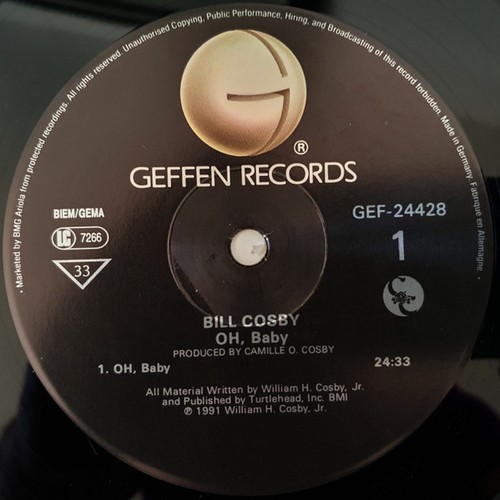 • Marketed by BMG Ariola from protected recordings. All rights reserved. Unauthorised Copying, Public Performance, Hiring, and Broadcasting of this record forbidden. Made in Germany. Fabriqué en Allemagne •
G
®
GEFFEN RECORDS
BIEM/GEMA
LC 7266
33
GEF-24428
1
BILL COSBY
OH, Baby
PRODUCED BY CAMILLE O. COSBY
1. OH, Baby 24:33
All Material Written by William H. Cosby, Jr.
and Published by Turtlehead, Inc. BMI
℗ 1991 William H. Cosby, Jr.